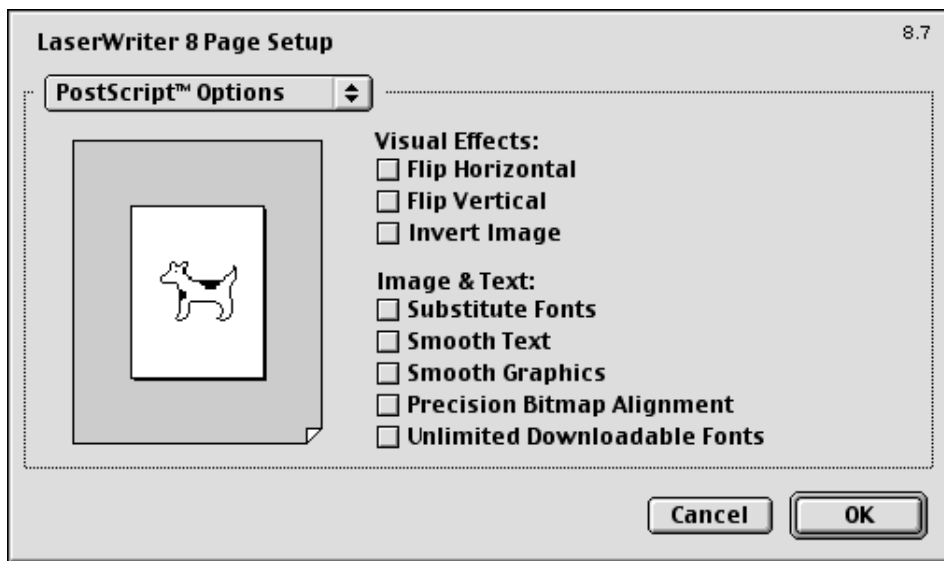 LaserWriter 8 Page Setup
8.7
PostScript™ Options
Visual Effects:
Flip Horizontal
Flip Vertical
Invert Image
Image & Text:
Substitute Fonts
Smooth Text
Smooth Graphics
Precision Bitmap Alignment
Unlimited Downloadable Fonts
Cancel
OK